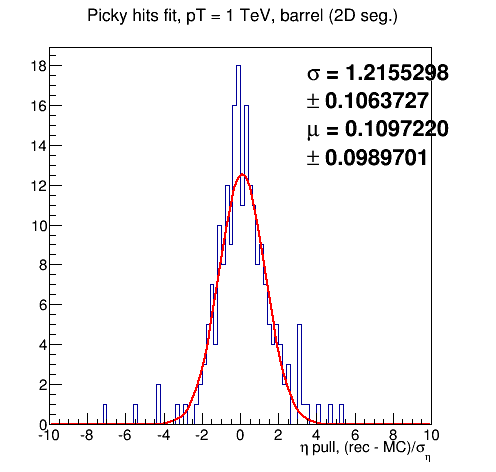 Picky hits fit, pT = 1 TeV, barrel (2D seg.)
σ = 1.2155298
± 0.1063727
μ = 0.1097220
± 0.0989701
18
16
14
12
10
8
6
4
2
0
-10 -8 -6 -4 -2 0 2 4 6 8 10
η pull, (rec - MC)/σ_η